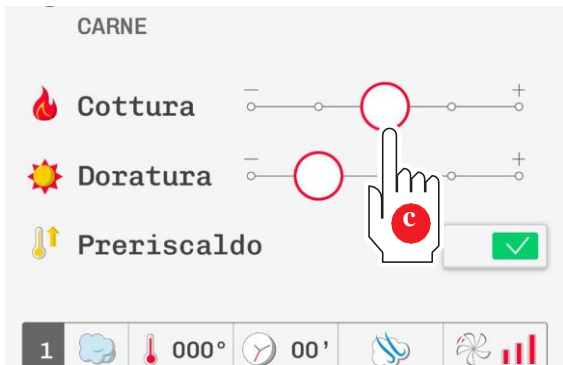 CARNE
- +
Cottura
- +
Doratura
c
Preriscaldo
1 000° 00'